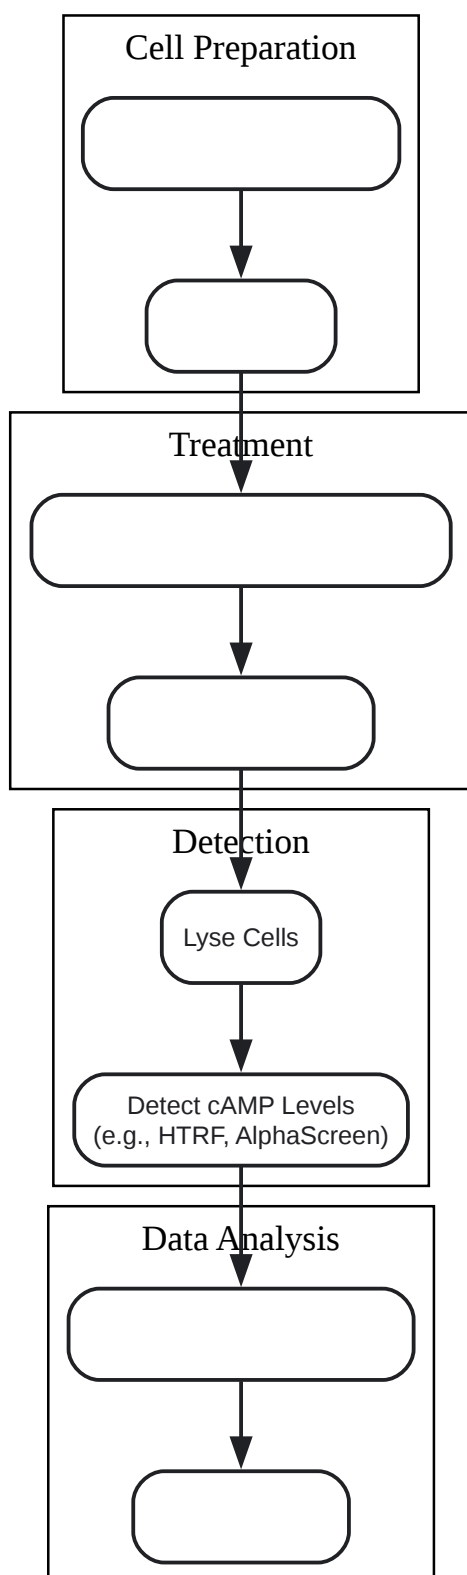 Cell Preparation
Treatment
Detection
Lyse Cells
Detect cAMP Levels
(e.g., HTRF, AlphaScreen)
Data Analysis